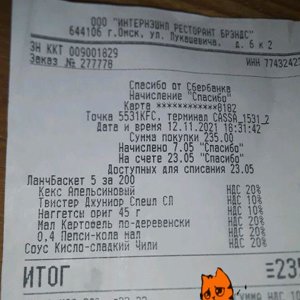 ООО "ИНТЕРНЭШНЛ РЕСТОРАНТ БРЭНДС"
644106 г.Омск, ул. Лукашевича, д. 6 к 2
ЗН ККТ 009001829
Заказ № 277778 ИНН 77432427
Спасибо от Сбербанка
Начисление "Спасибо"
Карта ************8182
Точка 5531KFC, терминал CASSA_1531_2
Дата и время 12.11.2021 18:31:42
Сумма покупки 235.00
Начислено 7.05 "Спасибо"
На счете 23.05 "Спасибо"
Доступных для списания 23.05
ЛанчБаскет 5 за 200
Кекс Апельсиновый НДС 20%
Твистер Джуниор Спешл СЛ НДС 10%
Наггетсы ориг 45 г НДС 10%
Мал Картофель по-деревенски НДС 20%
0,4 Пепси-кола мал НДС 20%
Соус Кисло-сладкий Чили НДС 20%
ИТОГ =235